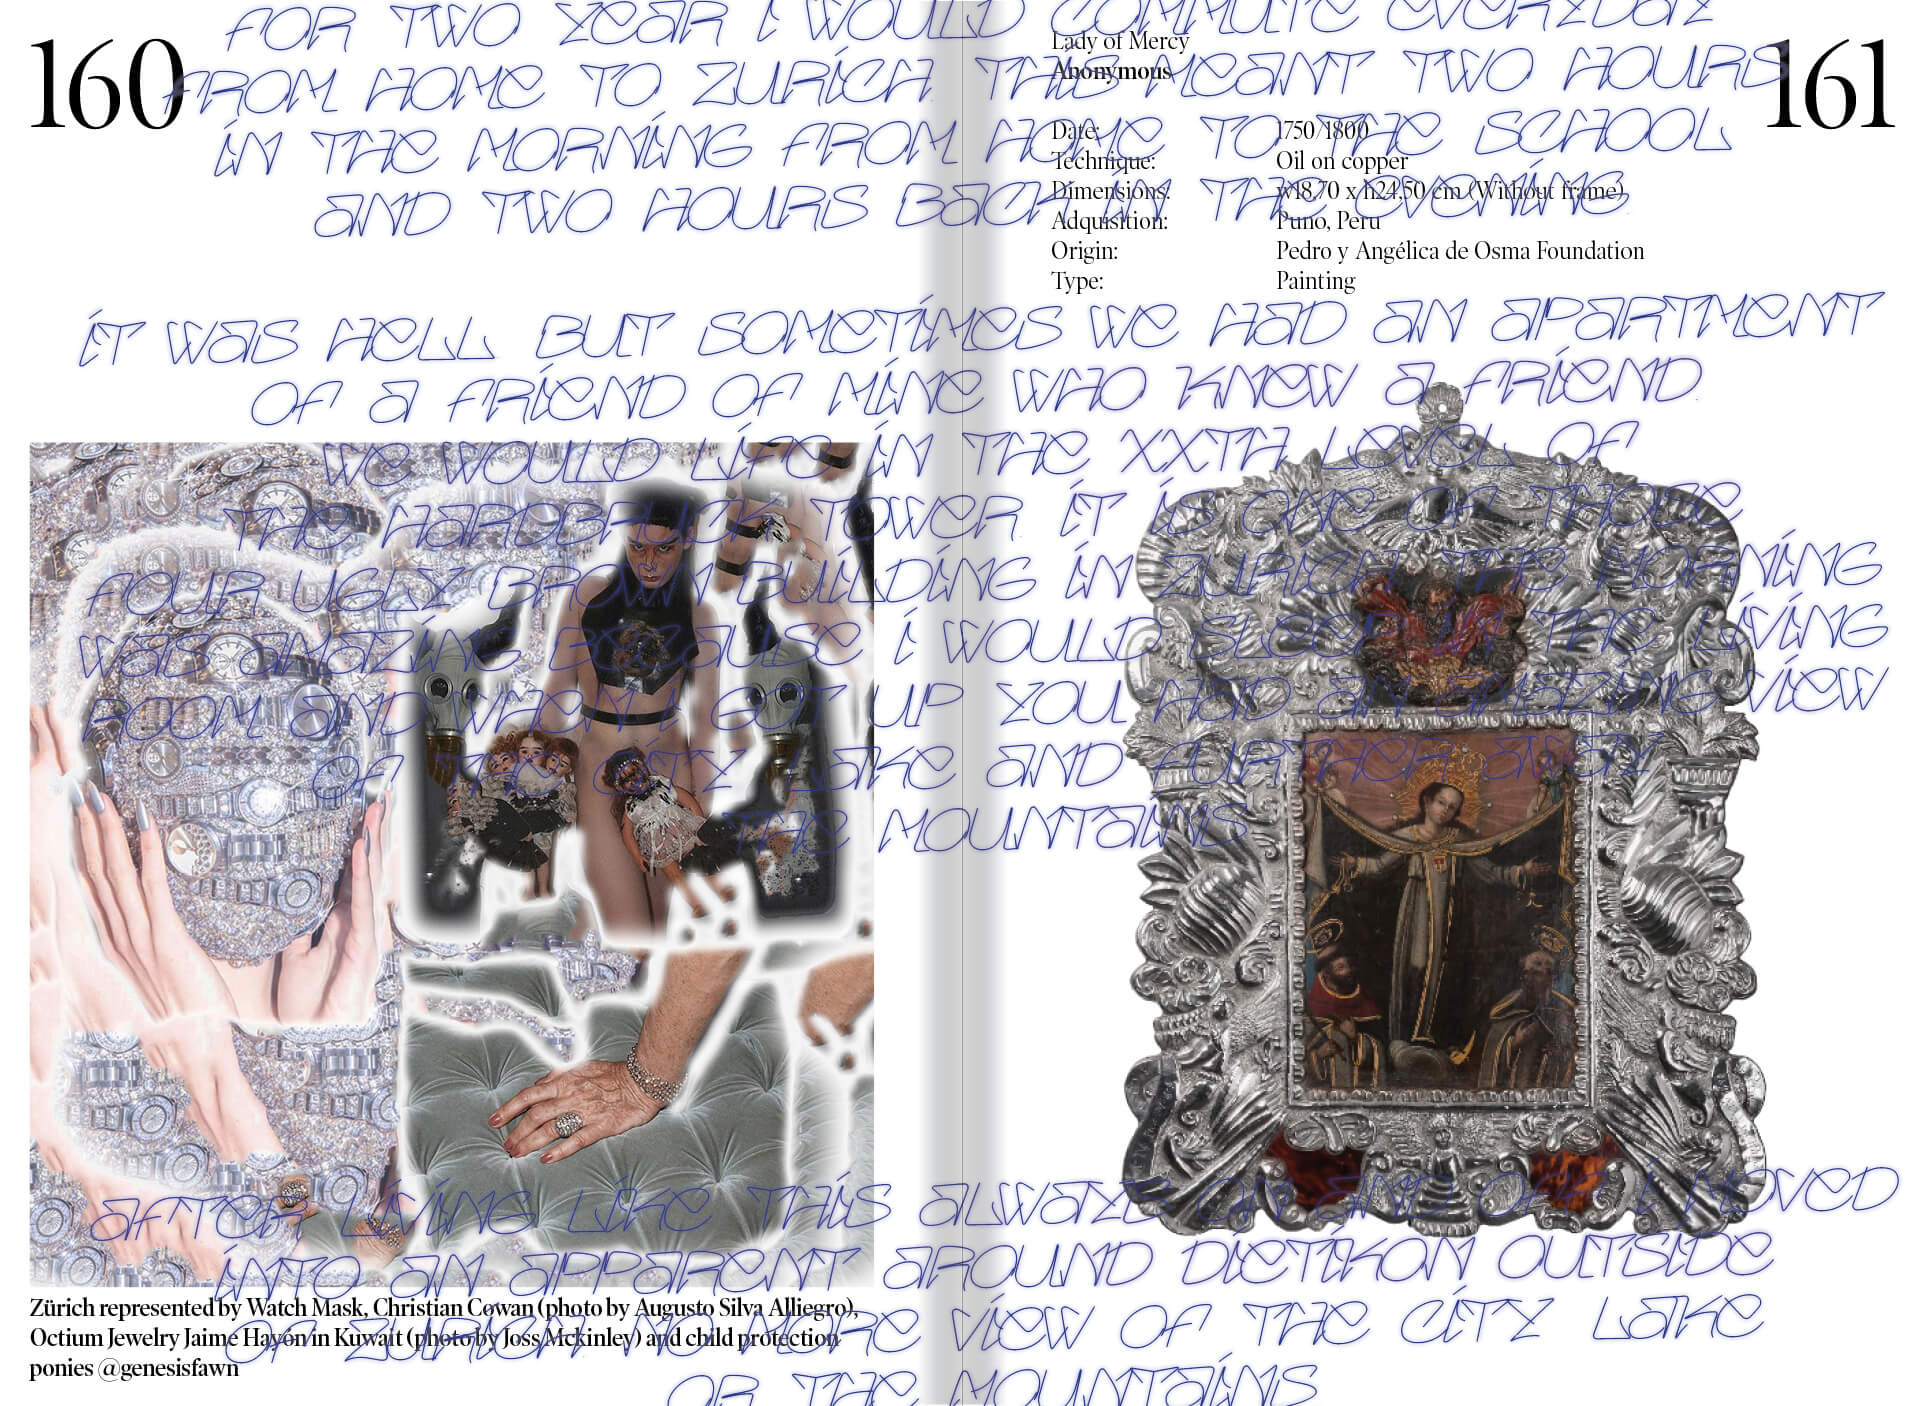 160
161
Lady of Mercy
Anonymous
Date: 1750/1800
Technique: Oil on copper
Dimensions: w18,70 x h24,50 cm (Without frame)
Adquisition: Puno, Peru
Origin: Pedro y Angélica de Osma Foundation
Type: Painting
FOR TWO YEAR I WOULD COMMUTE EVERYDAY
FROM HOME TO ZURICH THIS MEANT TWO HOURS
IN THE MORNING FROM HOME TO THE SCHOOL
AND TWO HOURS BACK IN THE EVENING
IT WAS HELL BUT SOMETIMES WE HAD AN APARTMENT
OF A FRIEND OF MINE WHO KNEW A FRIEND
WE WOULD LIFE IN THE XXTH LEVEL OF
THE HARDBRUCK TOWER IT IS ONE OF THOSE
FOUR UGLY BROWN BUILDING IN ZURICH THE MORNING
WAS AMAZING BECAUSE I WOULD SLEEP IN THE LIVING
ROOM AND WHEN I GOT UP YOU HAD AN AMAZING VIEW
OF THE CITY LAKE AND FURTHER AWAY
THE MOUNTAINS
AFTER LIVING LIKE THIS ALWAYS ON AND OFF I MOVED
INTO AN APPARENT AROUND DIETIKON OUTSIDE
OF ZURICH NO MORE VIEW OF THE CITY LAKE
OR THE MOUNTAINS
Zürich represented by Watch Mask, Christian Cowan (photo by Augusto Silva Alliegro),
Octium Jewelry Jaime Hayón in Kuwait (photo by Joss Mckinley) and child protection
ponies @genesisfawn